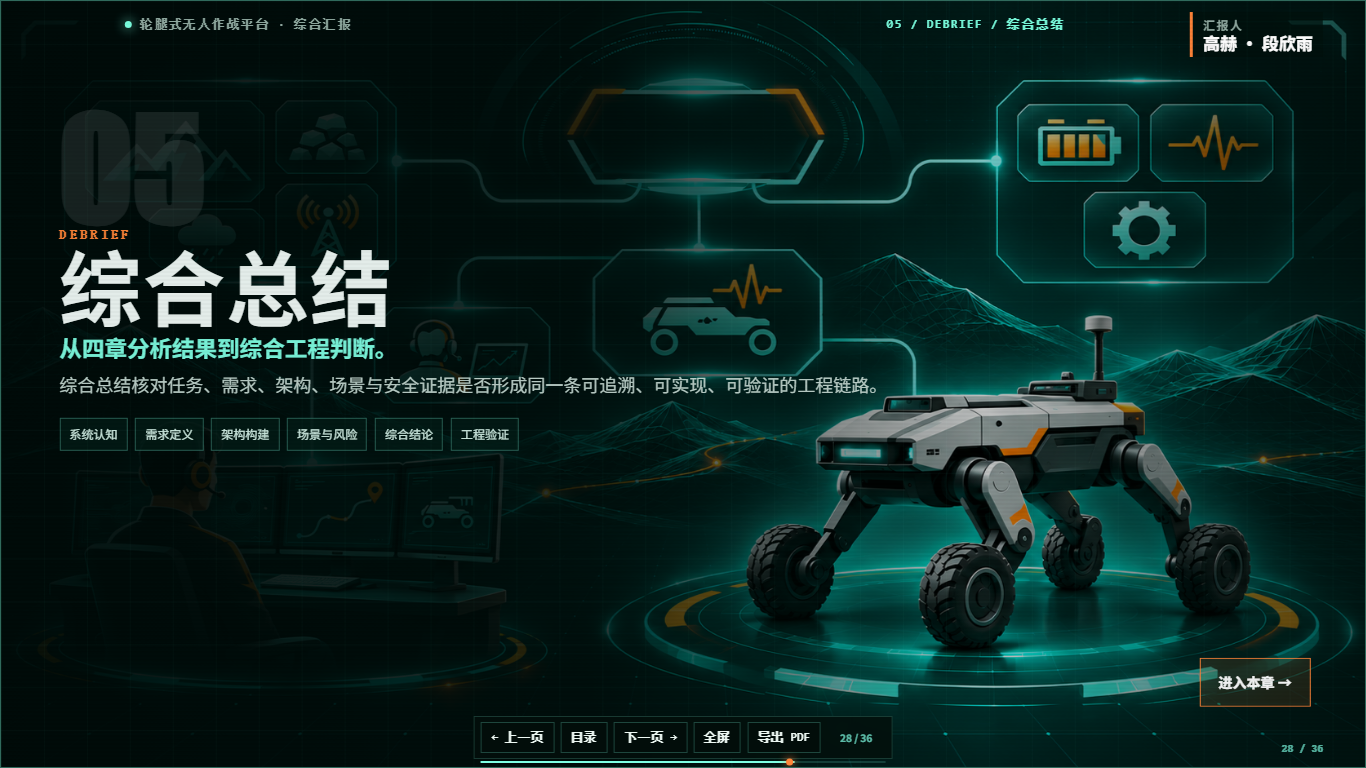 轮腿式无人作战平台 · 综合汇报
05 / DEBRIEF / 综合总结
汇报人
高赫 · 段欣雨
05
DEBRIEF
综合总结
从四章分析结果到综合工程判断。
综合总结核对任务、需求、架构、场景与安全证据是否形成同一条可追溯、可实现、可验证的工程链路。
系统认知 需求定义 架构构建 场景与风险 综合结论 工程验证
进入本章 →
← 上一页 目录 下一页 → 全屏 导出 PDF 28/36
28 / 36